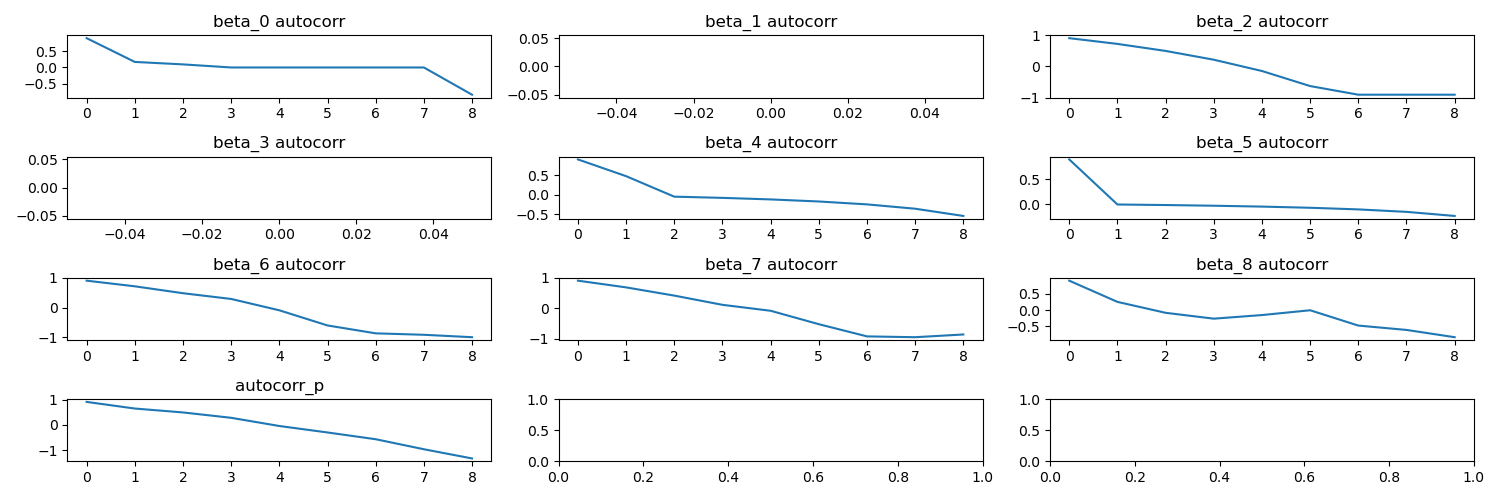 beta_0 autocorr beta_1 autocorr beta_2 autocorr
0.5 0.0 −0.5
0.05 0.00 −0.05
1 0 −1
0 1 2 3 4 5 6 7 8
−0.04 −0.02 0.00 0.02 0.04
0 1 2 3 4 5 6 7 8
beta_3 autocorr beta_4 autocorr beta_5 autocorr
0.05 0.00 −0.05
0.5 0.0 −0.5
0.5 0.0
−0.04 −0.02 0.00 0.02 0.04
0 1 2 3 4 5 6 7 8
0 1 2 3 4 5 6 7 8
beta_6 autocorr beta_7 autocorr beta_8 autocorr
1 0 −1
1 0 −1
0.5 0.0 −0.5
0 1 2 3 4 5 6 7 8
0 1 2 3 4 5 6 7 8
0 1 2 3 4 5 6 7 8
autocorr_p
1 0 −1
1.0 0.5 0.0
1.0 0.5 0.0
0 1 2 3 4 5 6 7 8
0.0 0.2 0.4 0.6 0.8 1.0
0.0 0.2 0.4 0.6 0.8 1.0